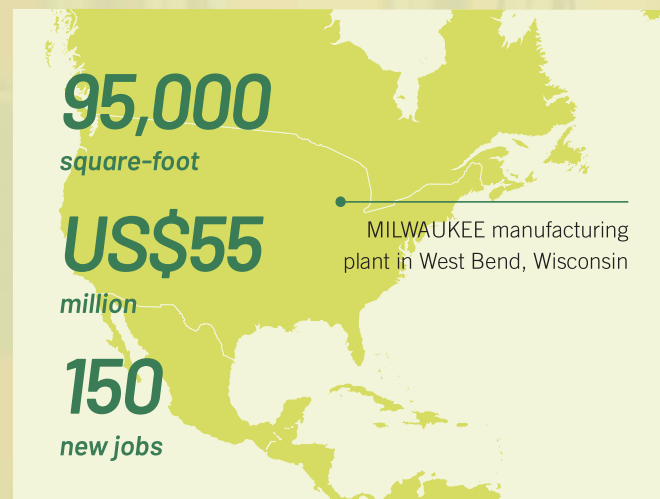 95,000
square-foot
US$55
million
150
new jobs
MILWAUKEE manufacturing
plant in West Bend, Wisconsin